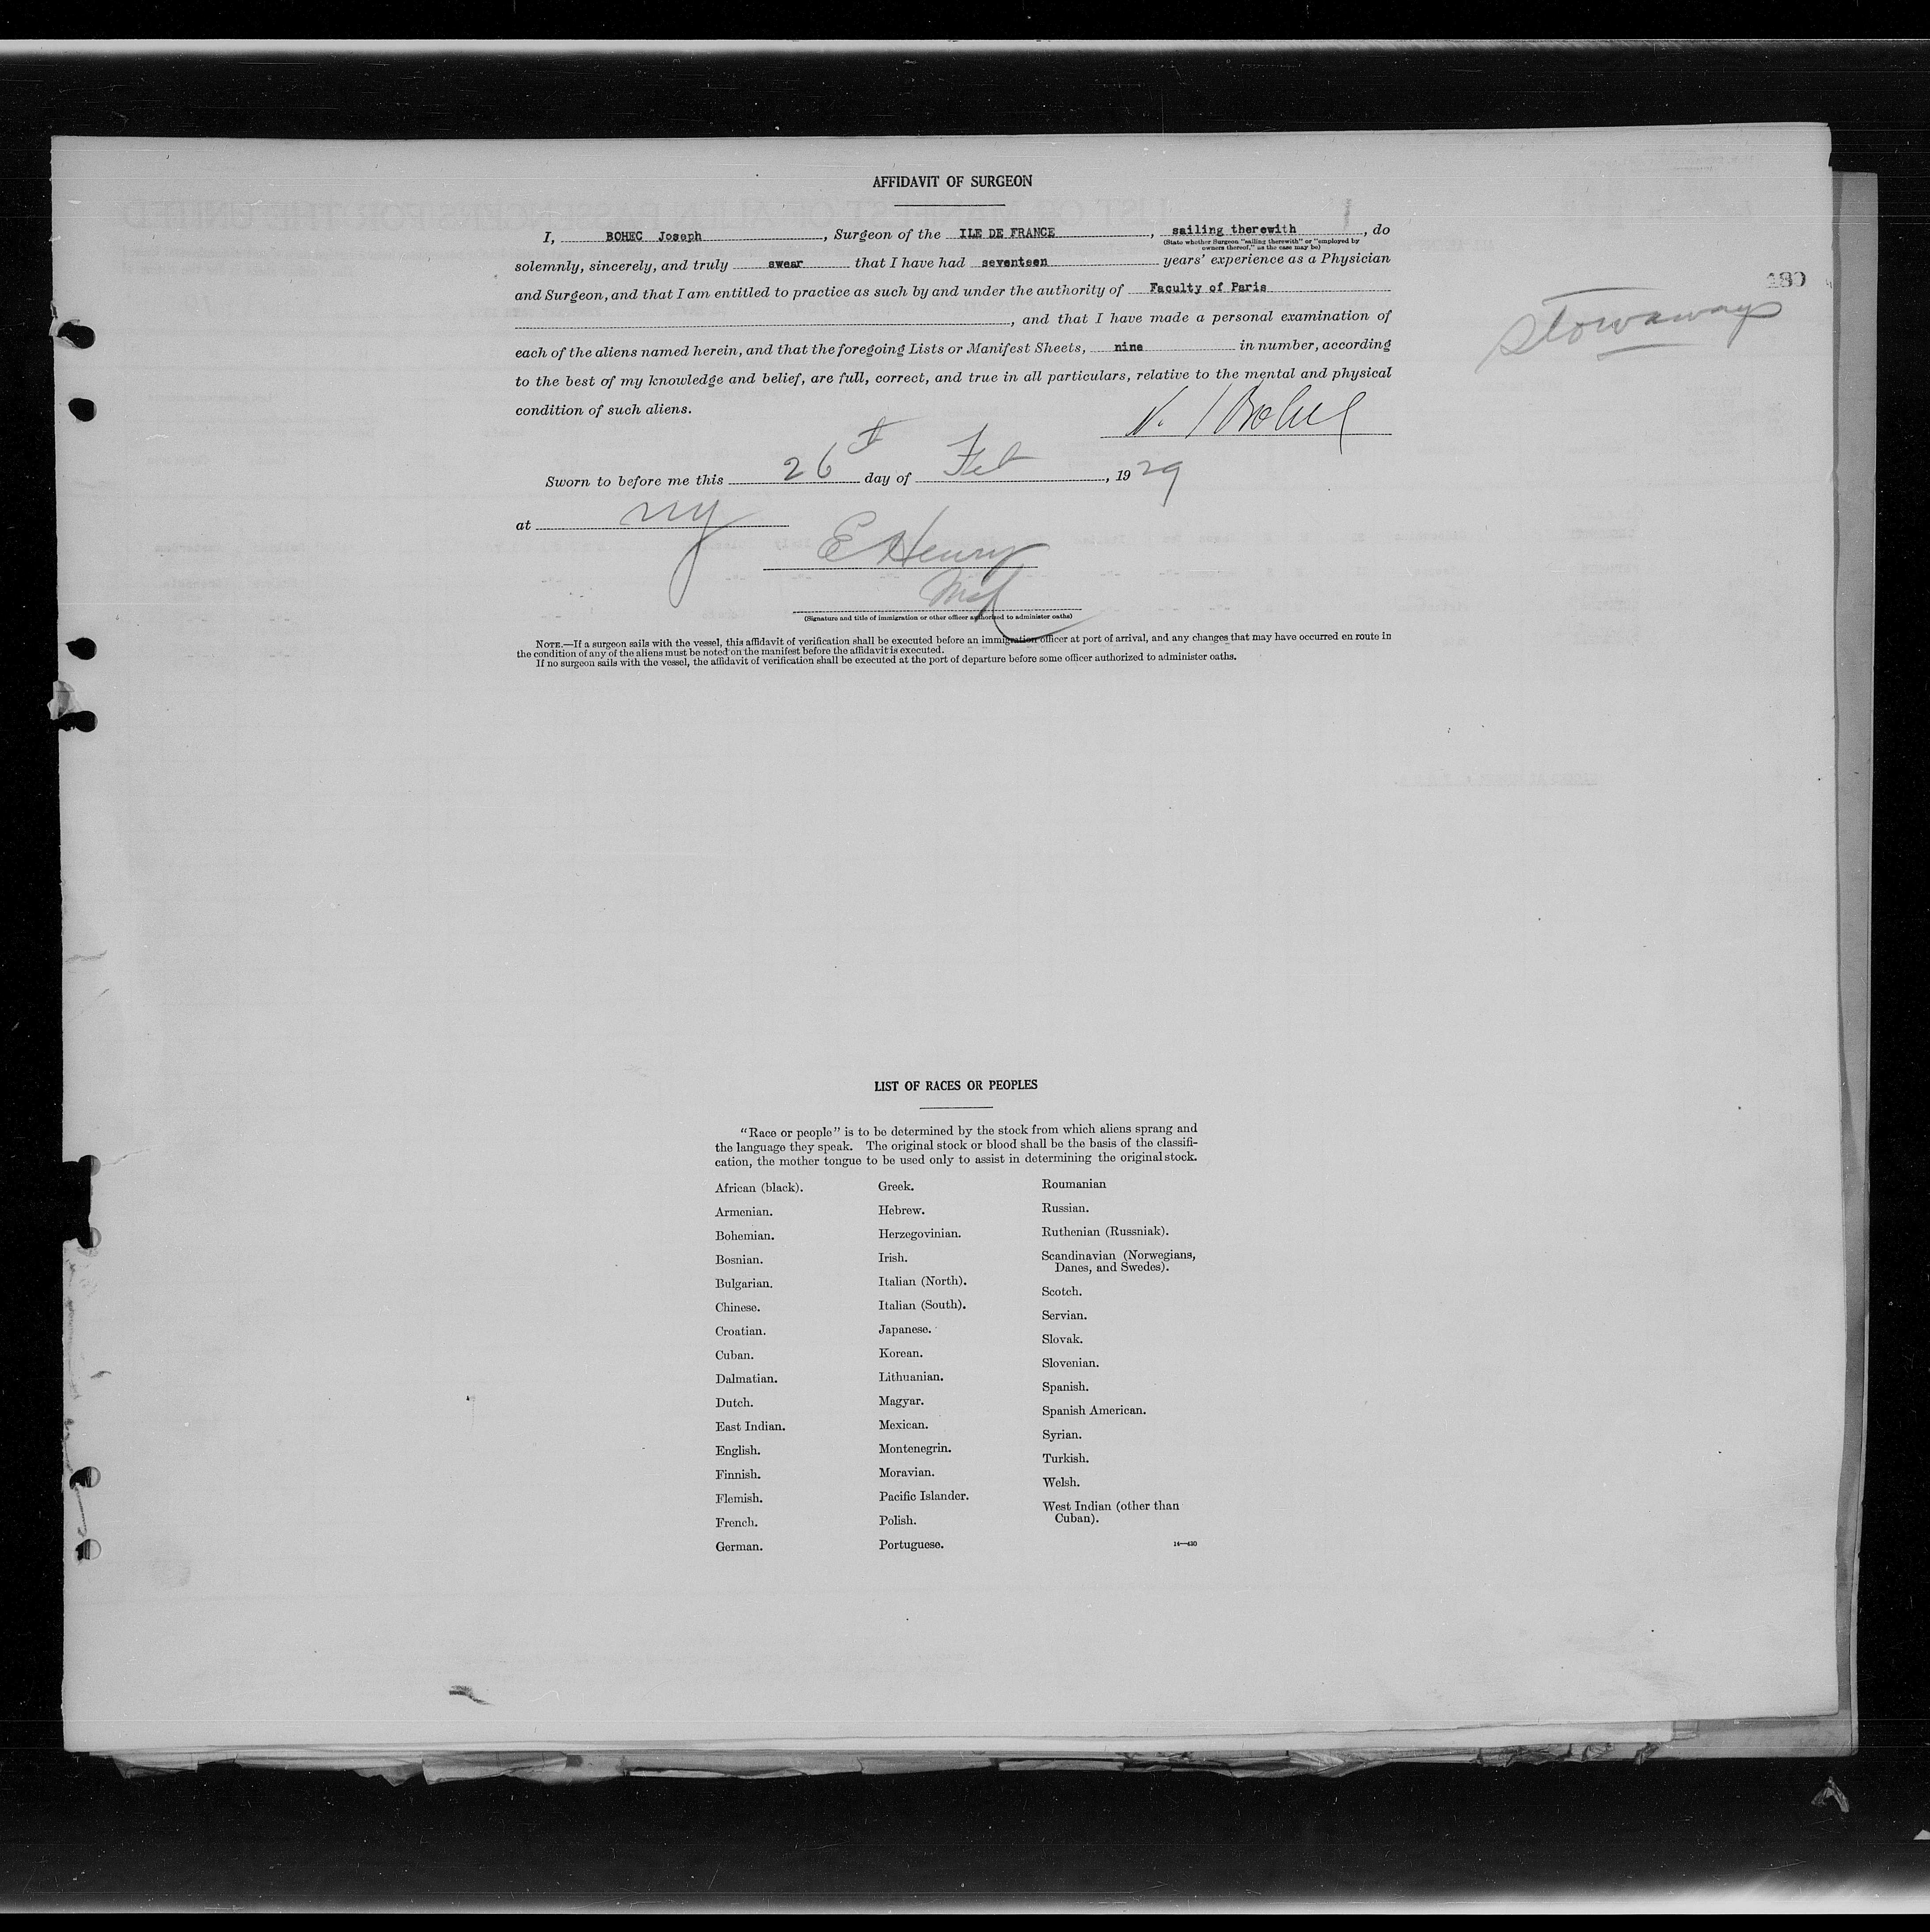 AFFIDAVIT OF SURGEON
180
I, BOHEC Joseph, Surgeon of the ILE DE FRANCE, sailing therewith, do
(State whether Surgeon "sailing therewith" or "employed by
owners thereof," as the case may be)
solemnly, sincerely, and truly swear that I have had seventeen years' experience as a Physician
and Surgeon, and that I am entitled to practice as such by and under the authority of Faculty of Paris
, and that I have made a personal examination of
Stowaways
each of the aliens named herein, and that the foregoing Lists or Manifest Sheets, nine in number, according
to the best of my knowledge and belief, are full, correct, and true in all particulars, relative to the mental and physical
condition of such aliens.
Bohec
Sworn to before me this 26th day of Feb, 1929
at NY
E Henry
(Signature and title of immigration or other officer authorized to administer oaths)
NOTE.—If a surgeon sails with the vessel, this affidavit of verification shall be executed before an immigration officer at port of arrival, and any changes that may have occurred en route in
the condition of any of the aliens must be noted on the manifest before the affidavit is executed.
If no surgeon sails with the vessel, the affidavit of verification shall be executed at the port of departure before some officer authorized to administer oaths.
LIST OF RACES OR PEOPLES
"Race or people" is to be determined by the stock from which aliens sprang and
the language they speak. The original stock or blood shall be the basis of the classifi-
cation, the mother tongue to be used only to assist in determining the original stock.
African (black).
Armenian.
Bohemian.
Bosnian.
Bulgarian.
Chinese.
Croatian.
Cuban.
Dalmatian.
Dutch.
East Indian.
English.
Finnish.
Flemish.
French.
German.
Greek.
Hebrew.
Herzegovinian.
Irish.
Italian (North).
Italian (South).
Japanese.
Korean.
Lithuanian.
Magyar.
Mexican.
Montenegrin.
Moravian.
Pacific Islander.
Polish.
Portuguese.
Roumanian
Russian.
Ruthenian (Russniak).
Scandinavian (Norwegians,
Danes, and Swedes).
Scotch.
Servian.
Slovak.
Slovenian.
Spanish.
Spanish American.
Syrian.
Turkish.
Welsh.
West Indian (other than
Cuban).
14—430